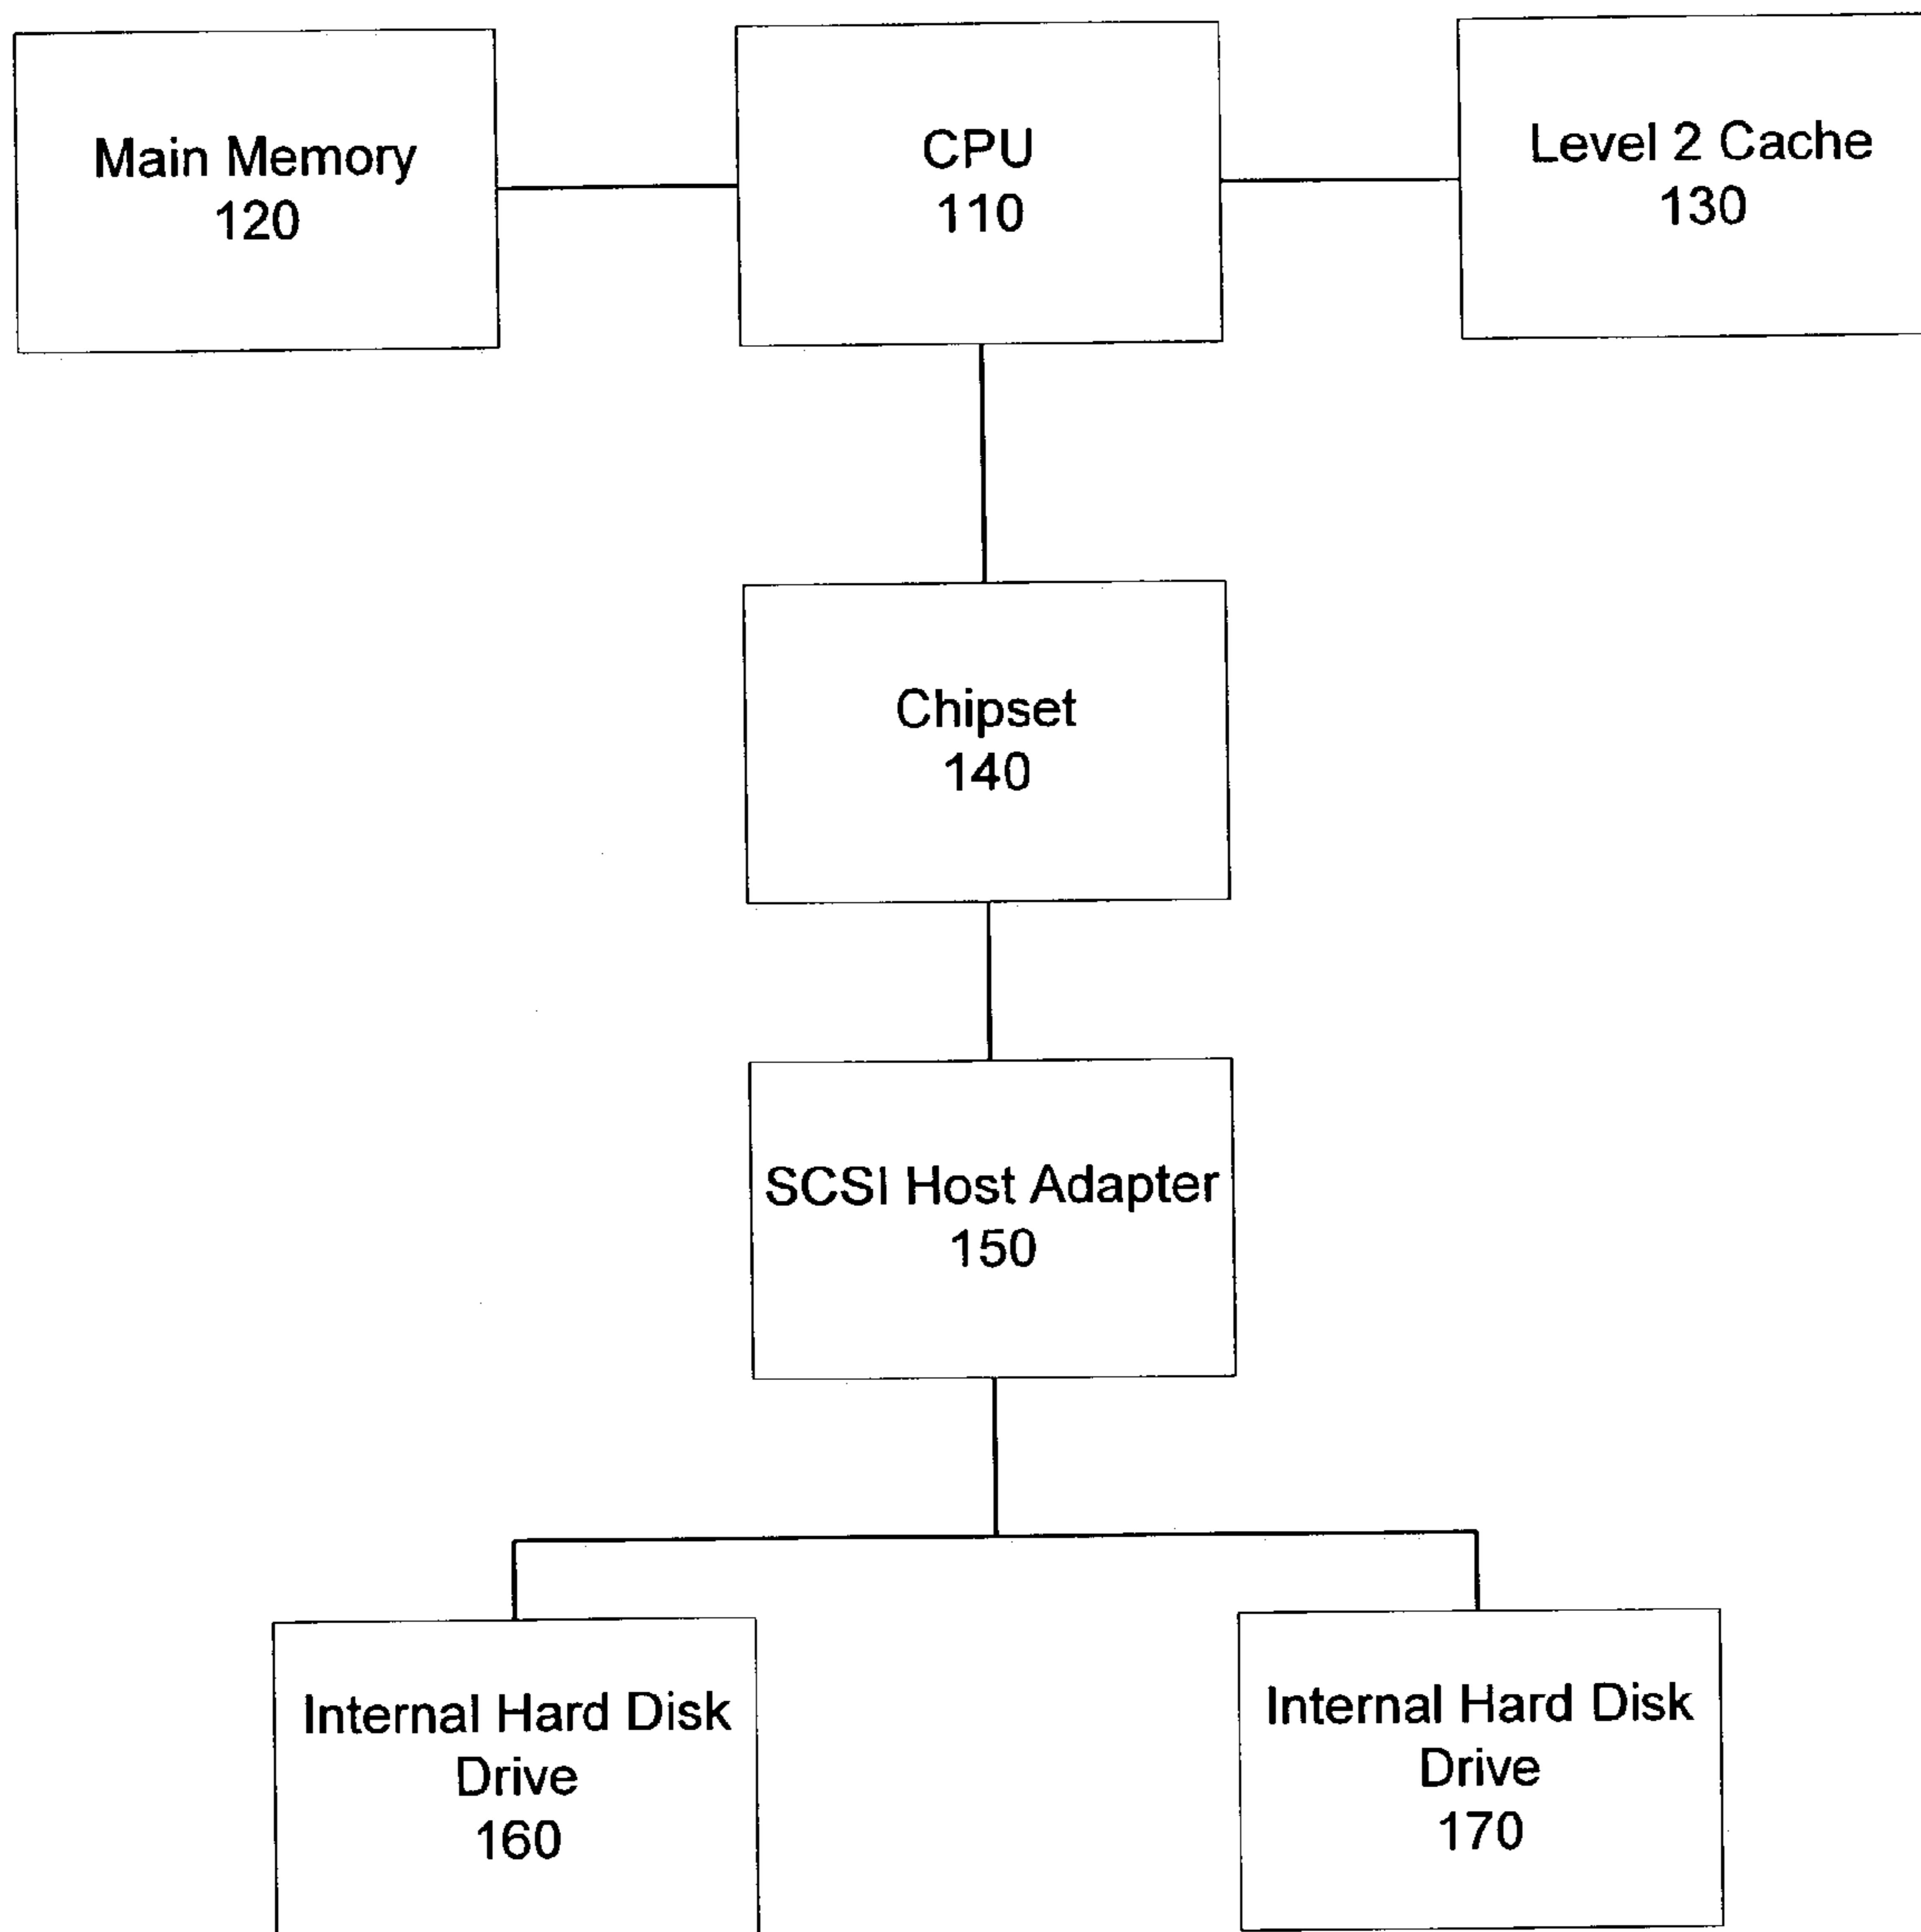 Main Memory
120
CPU
110
Level 2 Cache
130
Chipset
140
SCSI Host Adapter
150
Internal Hard Disk
Drive
160
Internal Hard Disk
Drive
170